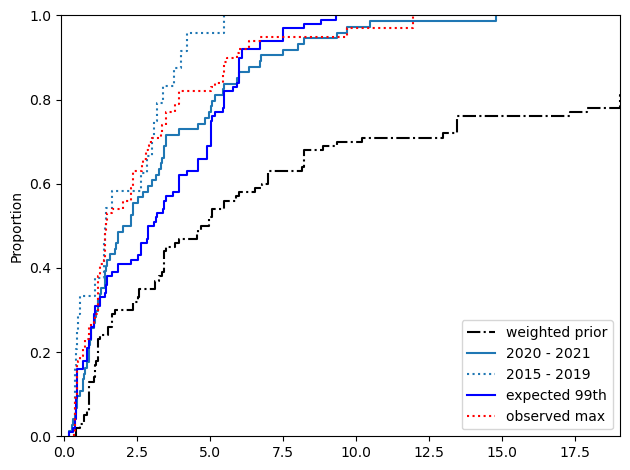 1.0
0.8
0.6
0.4
0.2
0.0
Proportion
weighted prior
2020 - 2021
2015 - 2019
expected 99th
observed max
0.0 2.5 5.0 7.5 10.0 12.5 15.0 17.5